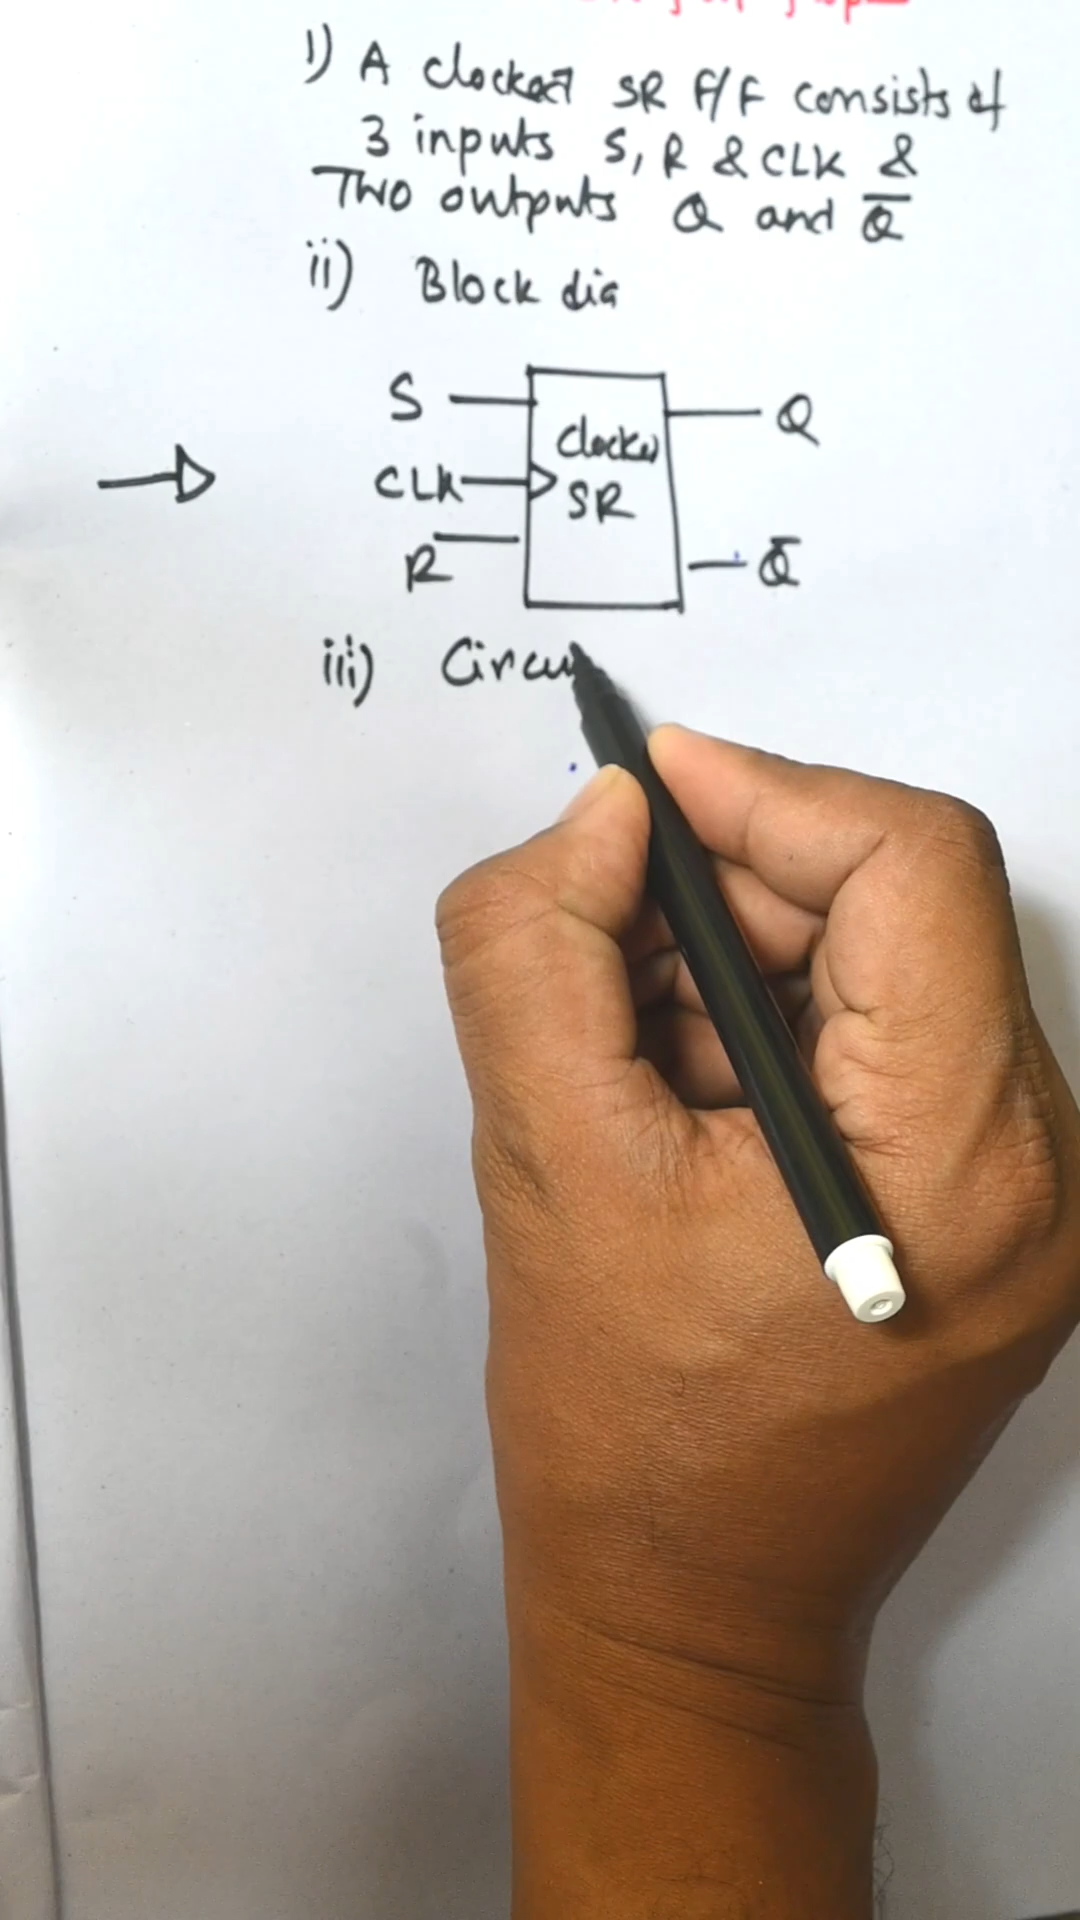 i) A clocked SR F/F consists of
3 inputs S, R & CLK &
Two outputs Q and Q̅
ii) Block dia
S
Q
Clocked
CLK
SR
R
Q̅
iii) Circu